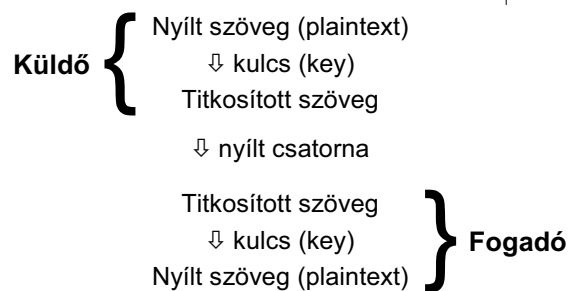 Nyílt szöveg (plaintext)
Küldő { ⇩ kulcs (key)
Titkosított szöveg
⇩ nyílt csatorna
Titkosított szöveg
⇩ kulcs (key) } Fogadó
Nyílt szöveg (plaintext)